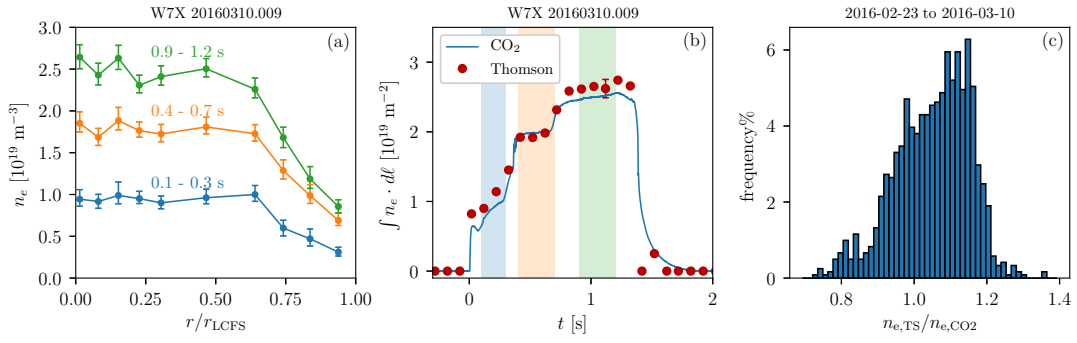 W7X 20160310.009
(a)
0.9 - 1.2 s
0.4 - 0.7 s
0.1 - 0.3 s
3.0
2.5
2.0
1.5
1.0
0.5
0.0
n_e [10^19 m^−3]
0.00 0.25 0.50 0.75 1.00
r/r_LCFS
W7X 20160310.009
(b)
CO₂
Thomson
3
2
1
0
∫ n_e · dℓ [10^19 m^−2]
0 1 2
t [s]
2016-02-23 to 2016-03-10
(c)
6
4
2
0
frequency%
0.8 1.0 1.2 1.4
n_e,TS/n_e,CO2